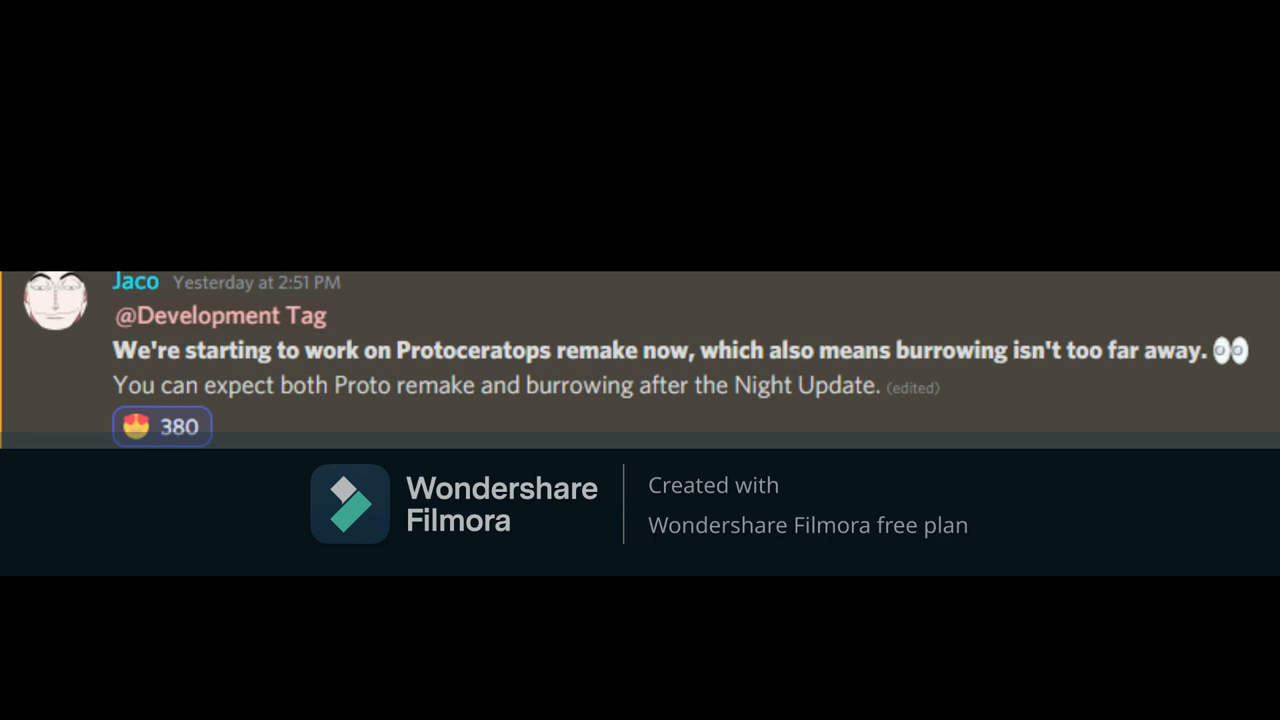 Jaco Yesterday at 2:51 PM
@Development Tag
We're starting to work on Protoceratops remake now, which also means burrowing isn't too far away. 👀
You can expect both Proto remake and burrowing after the Night Update. (edited)
😍 380
Wondershare
Filmora
Created with
Wondershare Filmora free plan